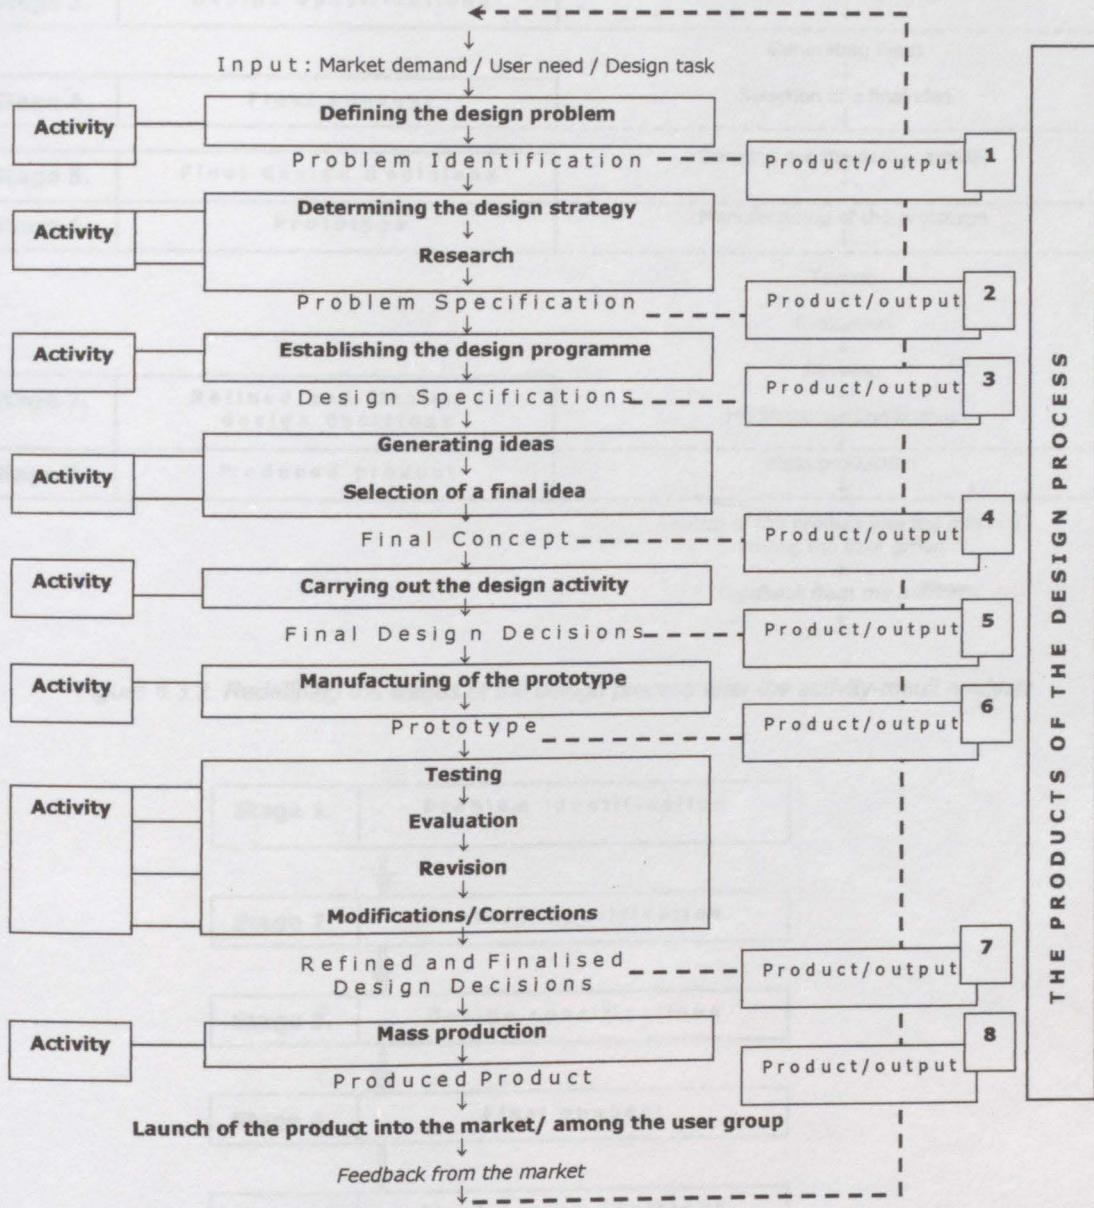 Input: Market demand / User need / Design task
Activity
Defining the design problem
Problem Identification
Product/output
1
Activity
Determining the design strategy
Research
Problem Specification
Product/output
2
Activity
Establishing the design programme
Design Specifications
Product/output
3
Activity
Generating ideas
Selection of a final idea
Final Concept
Product/output
4
Activity
Carrying out the design activity
Final Design Decisions
Product/output
5
Activity
Manufacturing of the prototype
Prototype
Product/output
6
Activity
Testing
Evaluation
Revision
Modifications/Corrections
Refined and Finalised
Design Decisions
Product/output
7
Activity
Mass production
Produced Product
Product/output
8
Launch of the product into the market/ among the user group
Feedback from the market
THE PRODUCTS OF THE DESIGN PROCESS